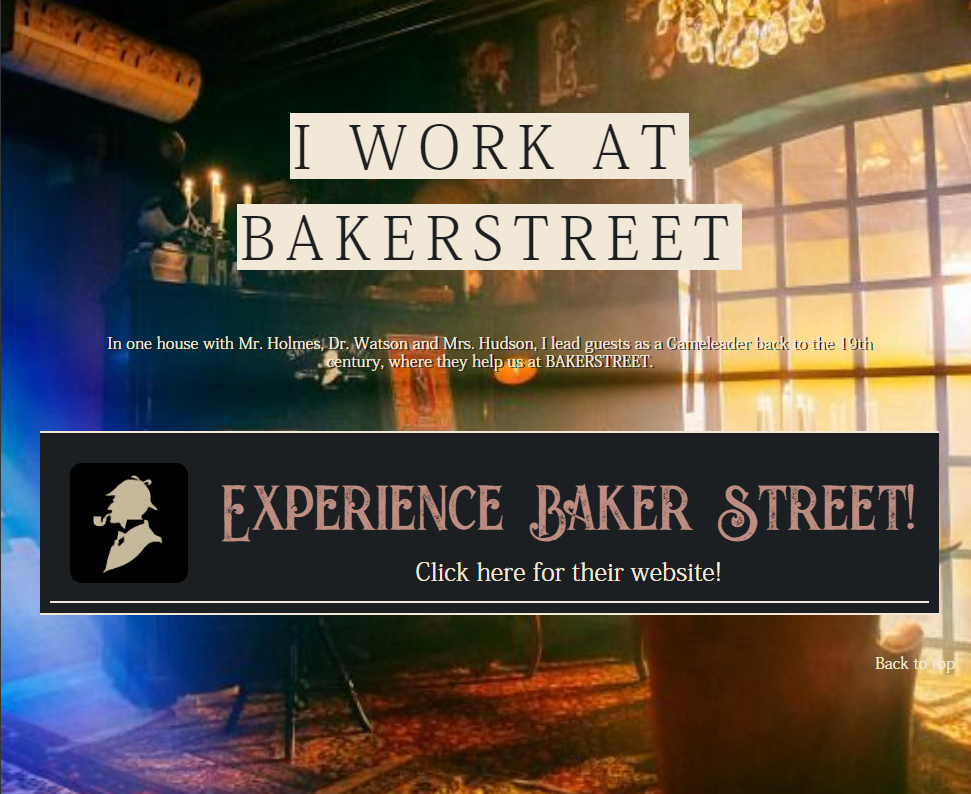 I WORK AT
BAKERSTREET
In one house with Mr. Holmes, Dr. Watson and Mrs. Hudson, I lead guests as a Gameleader back to the 19th
century, where they help us at BAKERSTREET.
Experience Baker Street!
Click here for their website!
Back to top